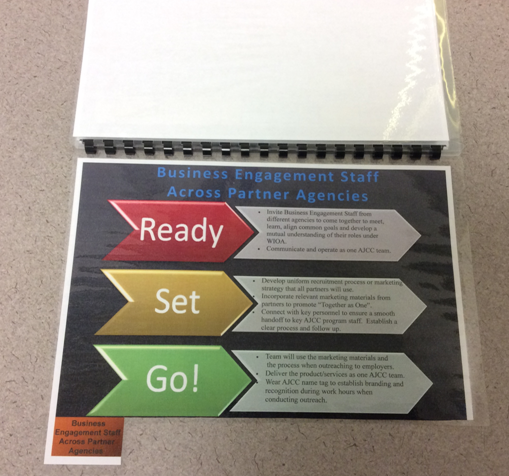 Business Engagement Staff
Across Partner Agencies
Ready
• Invite Business Engagement Staff from
different agencies to come together to meet,
learn, align common goals and develop a
mutual understanding of their roles under
WIOA.
• Communicate and operate as one AJCC team.
Set
• Develop uniform recruitment process or marketing
strategy that all partners will use.
• Incorporate relevant marketing materials from
partners to promote “Together as One”.
• Connect with key personnel to ensure a smooth
handoff to key AJCC program staff. Establish a
clear process and follow up.
Go!
• Team will use the marketing materials and
the process when outreaching to employers.
• Deliver the product/services as one AJCC team.
Wear AJCC name tag to establish branding and
recognition during work hours when
conducting outreach.
Business
Engagement Staff
Across Partner
Agencies